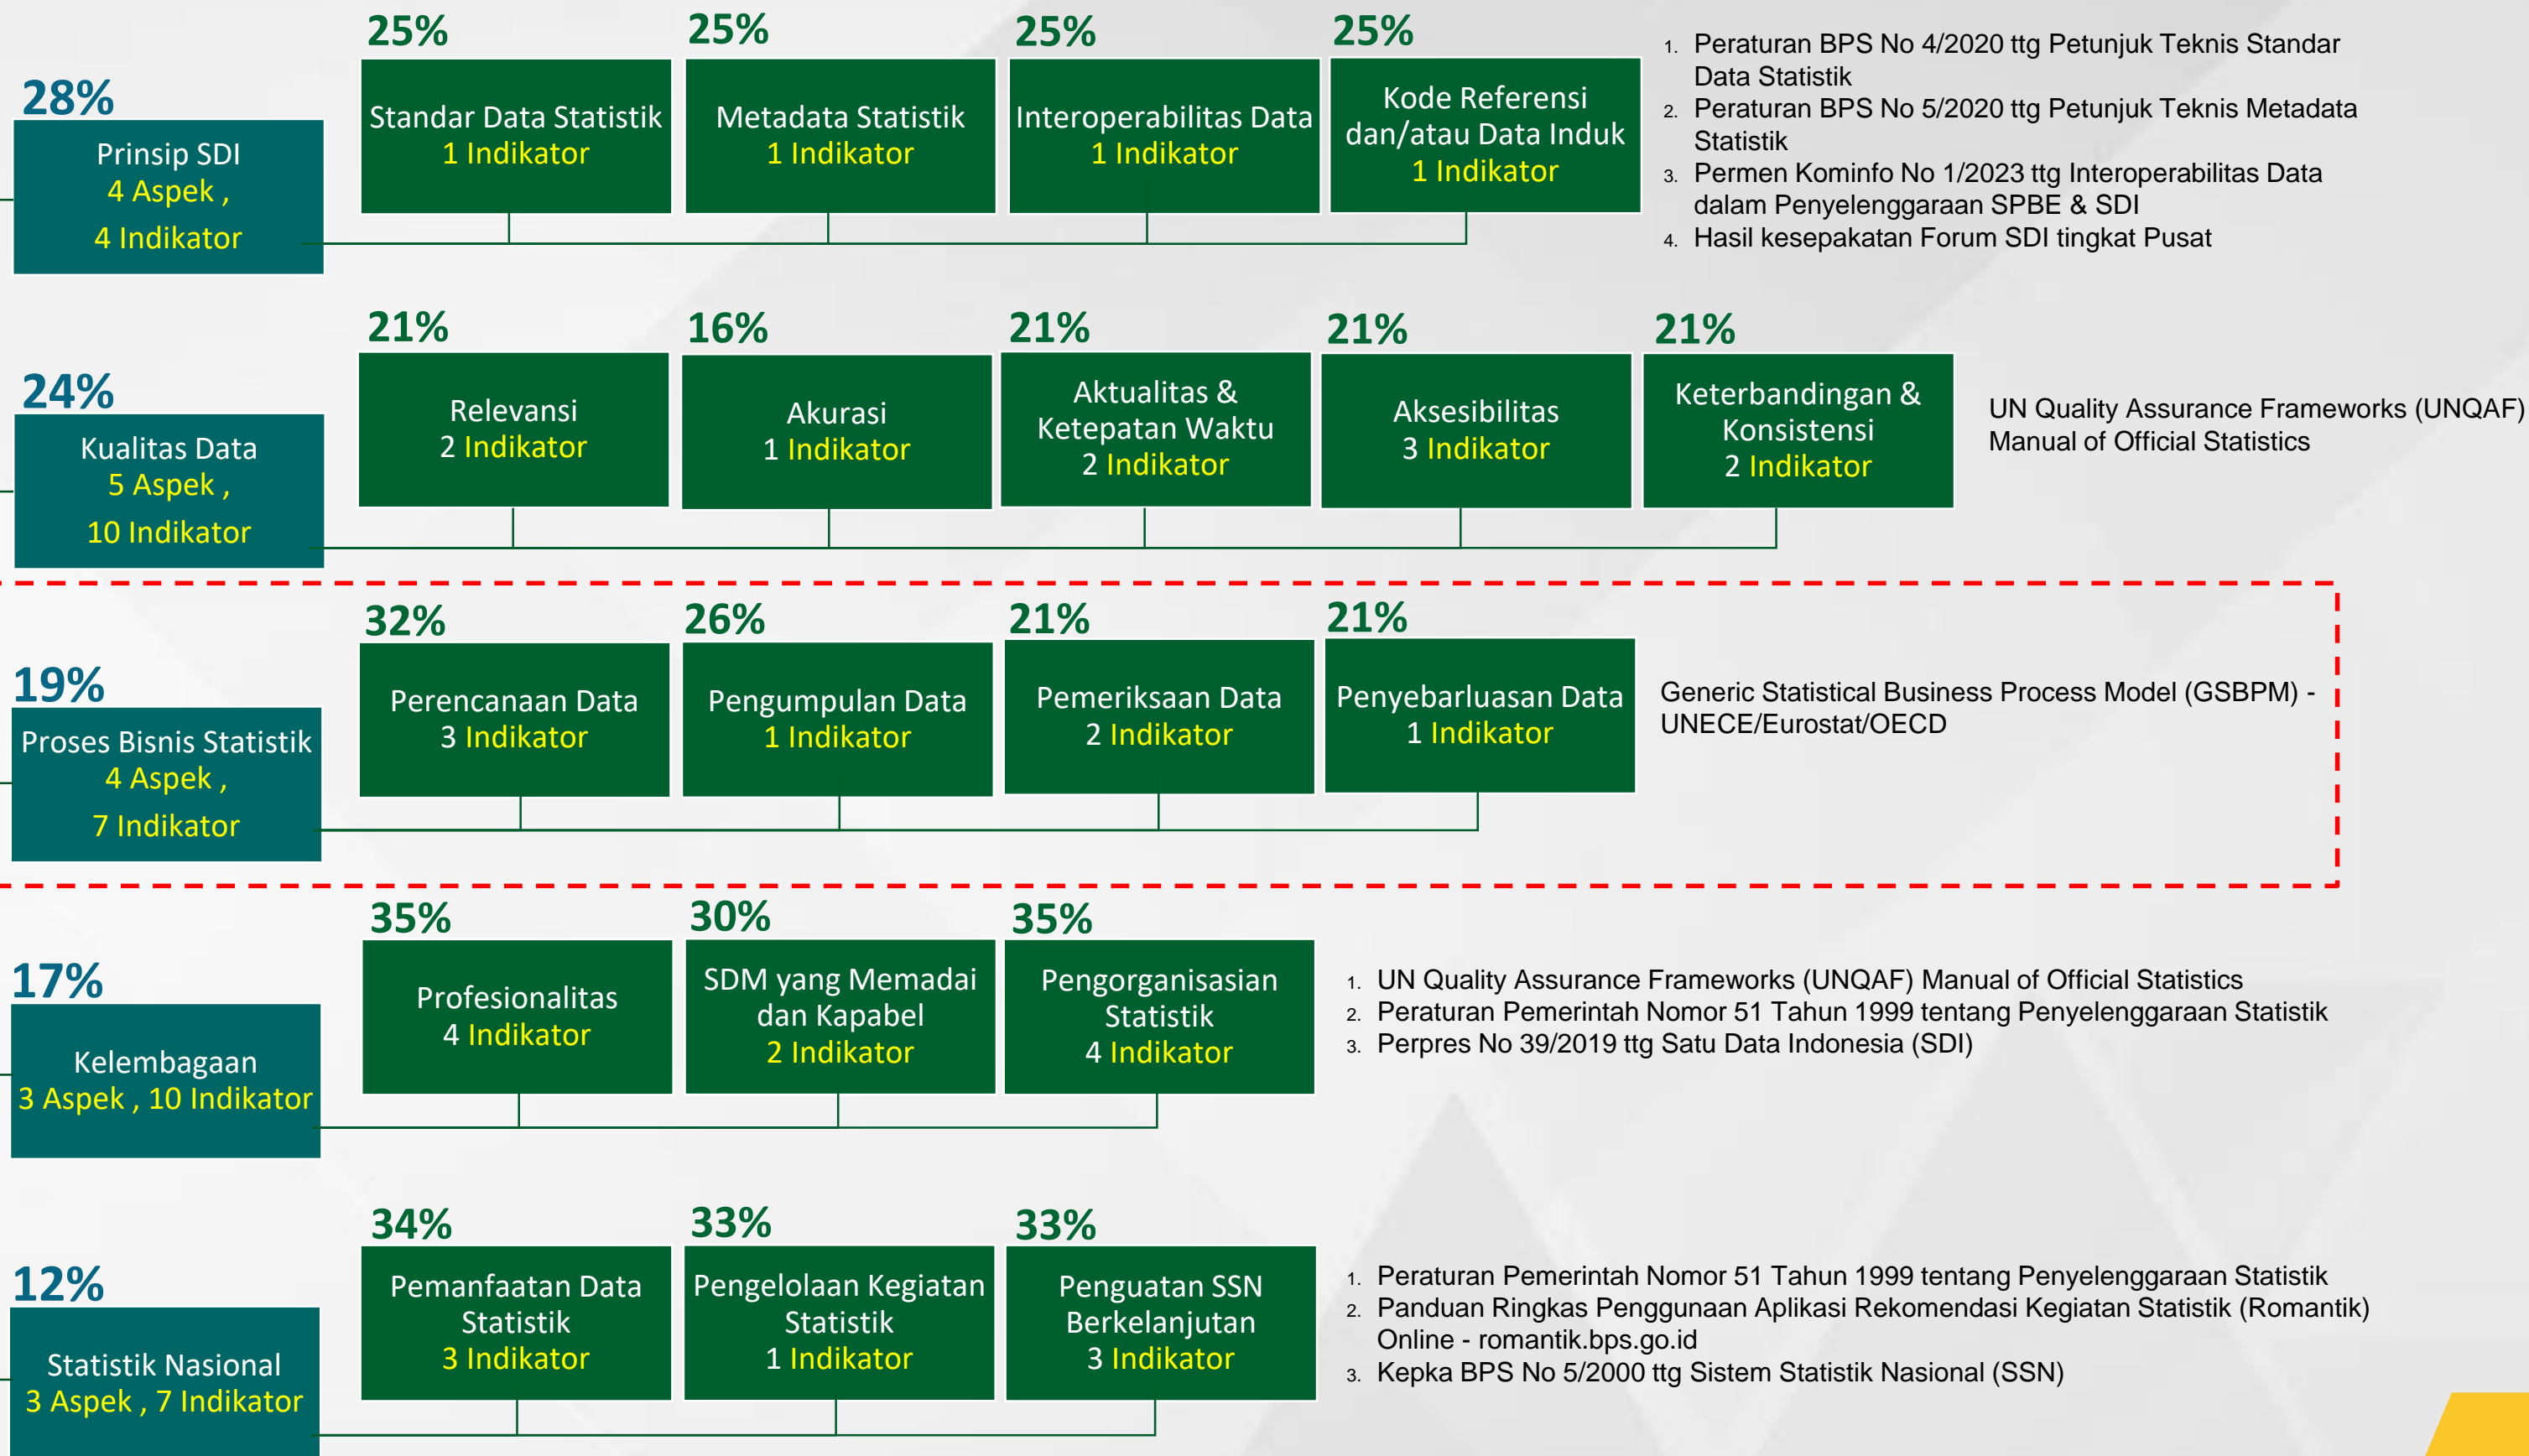 28%
Prinsip SDI
4 Aspek ,
4 Indikator
25%
Standar Data Statistik
1 Indikator
25%
Metadata Statistik
1 Indikator
25%
Interoperabilitas Data
1 Indikator
25%
Kode Referensi
dan/atau Data Induk
1 Indikator
1. Peraturan BPS No 4/2020 ttg Petunjuk Teknis Standar
Data Statistik
2. Peraturan BPS No 5/2020 ttg Petunjuk Teknis Metadata
Statistik
3. Permen Kominfo No 1/2023 ttg Interoperabilitas Data
dalam Penyelenggaraan SPBE & SDI
4. Hasil kesepakatan Forum SDI tingkat Pusat
24%
Kualitas Data
5 Aspek ,
10 Indikator
21%
Relevansi
2 Indikator
16%
Akurasi
1 Indikator
21%
Aktualitas &
Ketepatan Waktu
2 Indikator
21%
Aksesibilitas
3 Indikator
21%
Keterbandingan &
Konsistensi
2 Indikator
UN Quality Assurance Frameworks (UNQAF)
Manual of Official Statistics
19%
Proses Bisnis Statistik
4 Aspek ,
7 Indikator
32%
Perencanaan Data
3 Indikator
26%
Pengumpulan Data
1 Indikator
21%
Pemeriksaan Data
2 Indikator
21%
Penyebarluasan Data
1 Indikator
Generic Statistical Business Process Model (GSBPM) -
UNECE/Eurostat/OECD
17%
Kelembagaan
3 Aspek , 10 Indikator
35%
Profesionalitas
4 Indikator
30%
SDM yang Memadai
dan Kapabel
2 Indikator
35%
Pengorganisasian
Statistik
4 Indikator
1. UN Quality Assurance Frameworks (UNQAF) Manual of Official Statistics
2. Peraturan Pemerintah Nomor 51 Tahun 1999 tentang Penyelenggaraan Statistik
3. Perpres No 39/2019 ttg Satu Data Indonesia (SDI)
12%
Statistik Nasional
3 Aspek , 7 Indikator
34%
Pemanfaatan Data
Statistik
3 Indikator
33%
Pengelolaan Kegiatan
Statistik
1 Indikator
33%
Penguatan SSN
Berkelanjutan
3 Indikator
1. Peraturan Pemerintah Nomor 51 Tahun 1999 tentang Penyelenggaraan Statistik
2. Panduan Ringkas Penggunaan Aplikasi Rekomendasi Kegiatan Statistik (Romantik)
Online - romantik.bps.go.id
3. Kepka BPS No 5/2000 ttg Sistem Statistik Nasional (SSN)